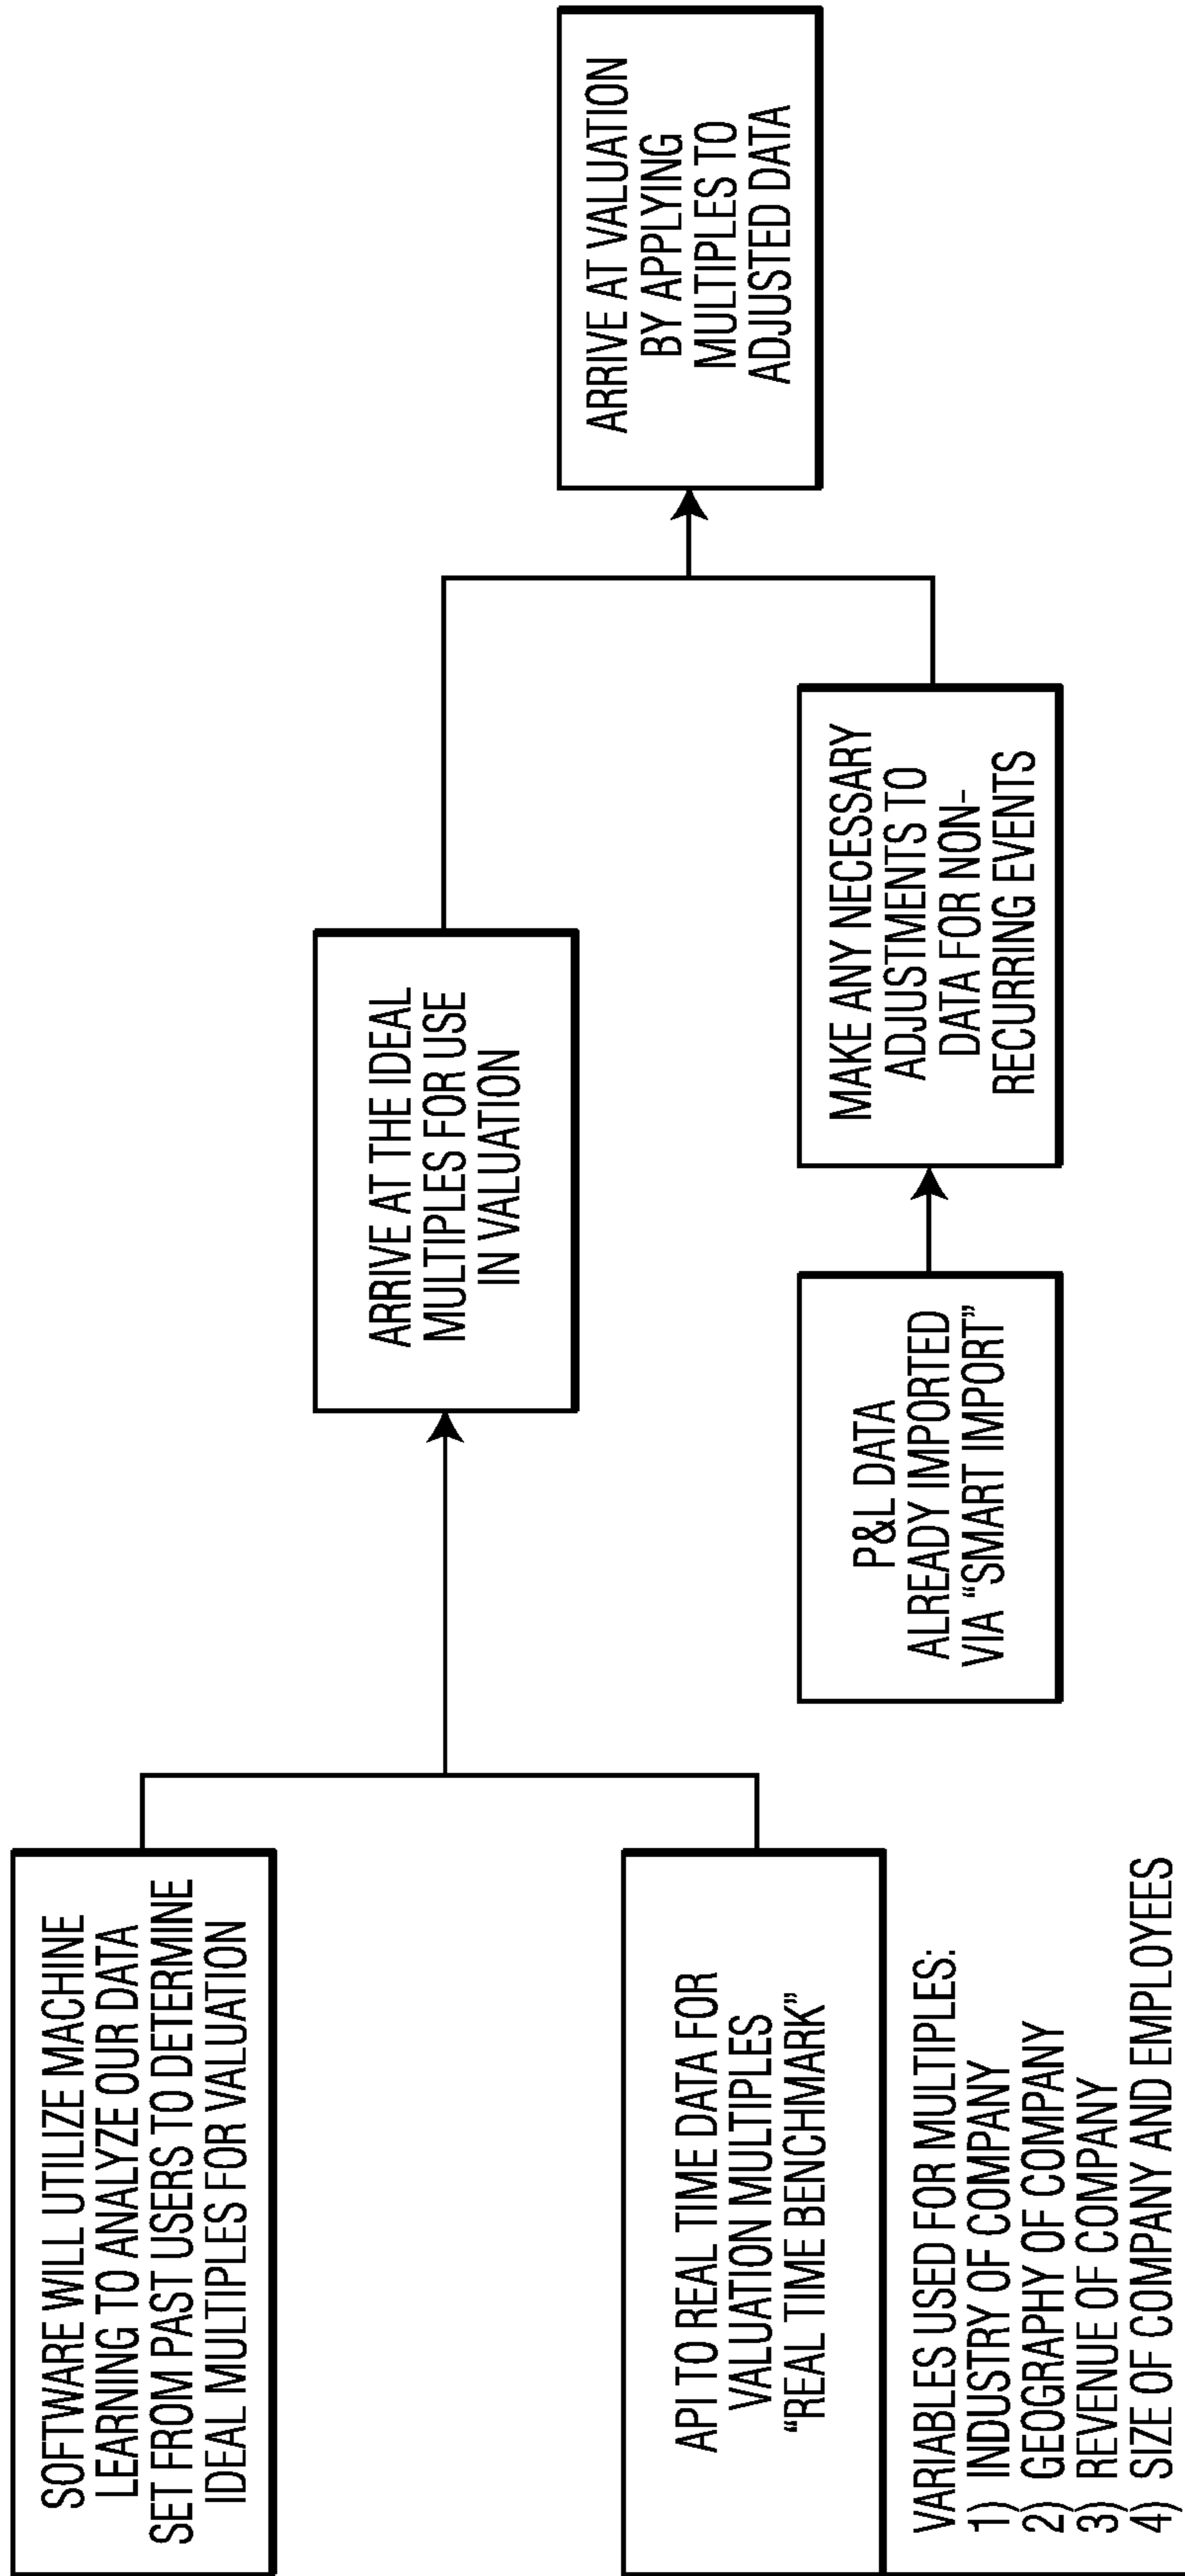 SOFTWARE WILL UTILIZE MACHINE
LEARNING TO ANALYZE OUR DATA
SET FROM PAST USERS TO DETERMINE
IDEAL MULTIPLES FOR VALUATION
API TO REAL TIME DATA FOR
VALUATION MULTIPLES
“REAL TIME BENCHMARK”
VARIABLES USED FOR MULTIPLES:
1) INDUSTRY OF COMPANY
2) GEOGRAPHY OF COMPANY
3) REVENUE OF COMPANY
4) SIZE OF COMPANY AND EMPLOYEES
ARRIVE AT THE IDEAL
MULTIPLES FOR USE
IN VALUATION
P&L DATA
ALREADY IMPORTED
VIA “SMART IMPORT”
MAKE ANY NECESSARY
ADJUSTMENTS TO
DATA FOR NON-
RECURRING EVENTS
ARRIVE AT VALUATION
BY APPLYING
MULTIPLES TO
ADJUSTED DATA